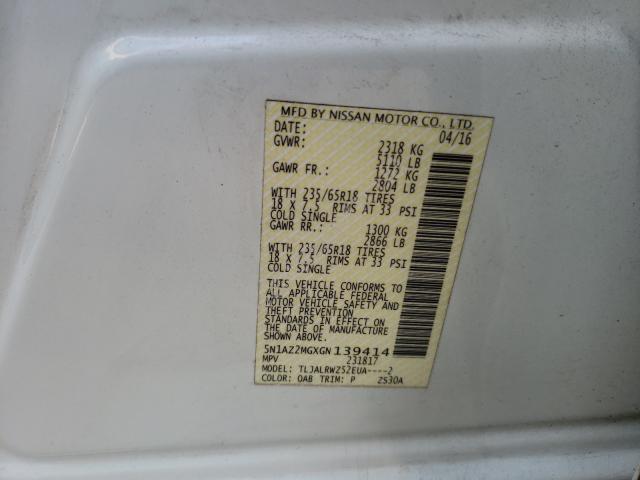 MFD BY NISSAN MOTOR CO., LTD.
DATE: 04/16
GVWR: 2318 KG
5110 LB
GAWR FR.: 1272 KG
2804 LB
WITH 235/65R18 TIRES
18 X 7.5 RIMS AT 33 PSI
COLD SINGLE
GAWR RR.: 1300 KG
2866 LB
WITH 235/65R18 TIRES
18 X 7.5 RIMS AT 33 PSI
COLD SINGLE
THIS VEHICLE CONFORMS TO
ALL APPLICABLE FEDERAL
MOTOR VEHICLE SAFETY AND
THEFT PREVENTION
STANDARDS IN EFFECT ON
THE DATE OF MANUFACTURE
SHOWN ABOVE.
5N1AZ2MGXGN139414
MPV 231817
MODEL: TLJALRWZ52EUA----2
COLOR: QAB TRIM: P ZS30A